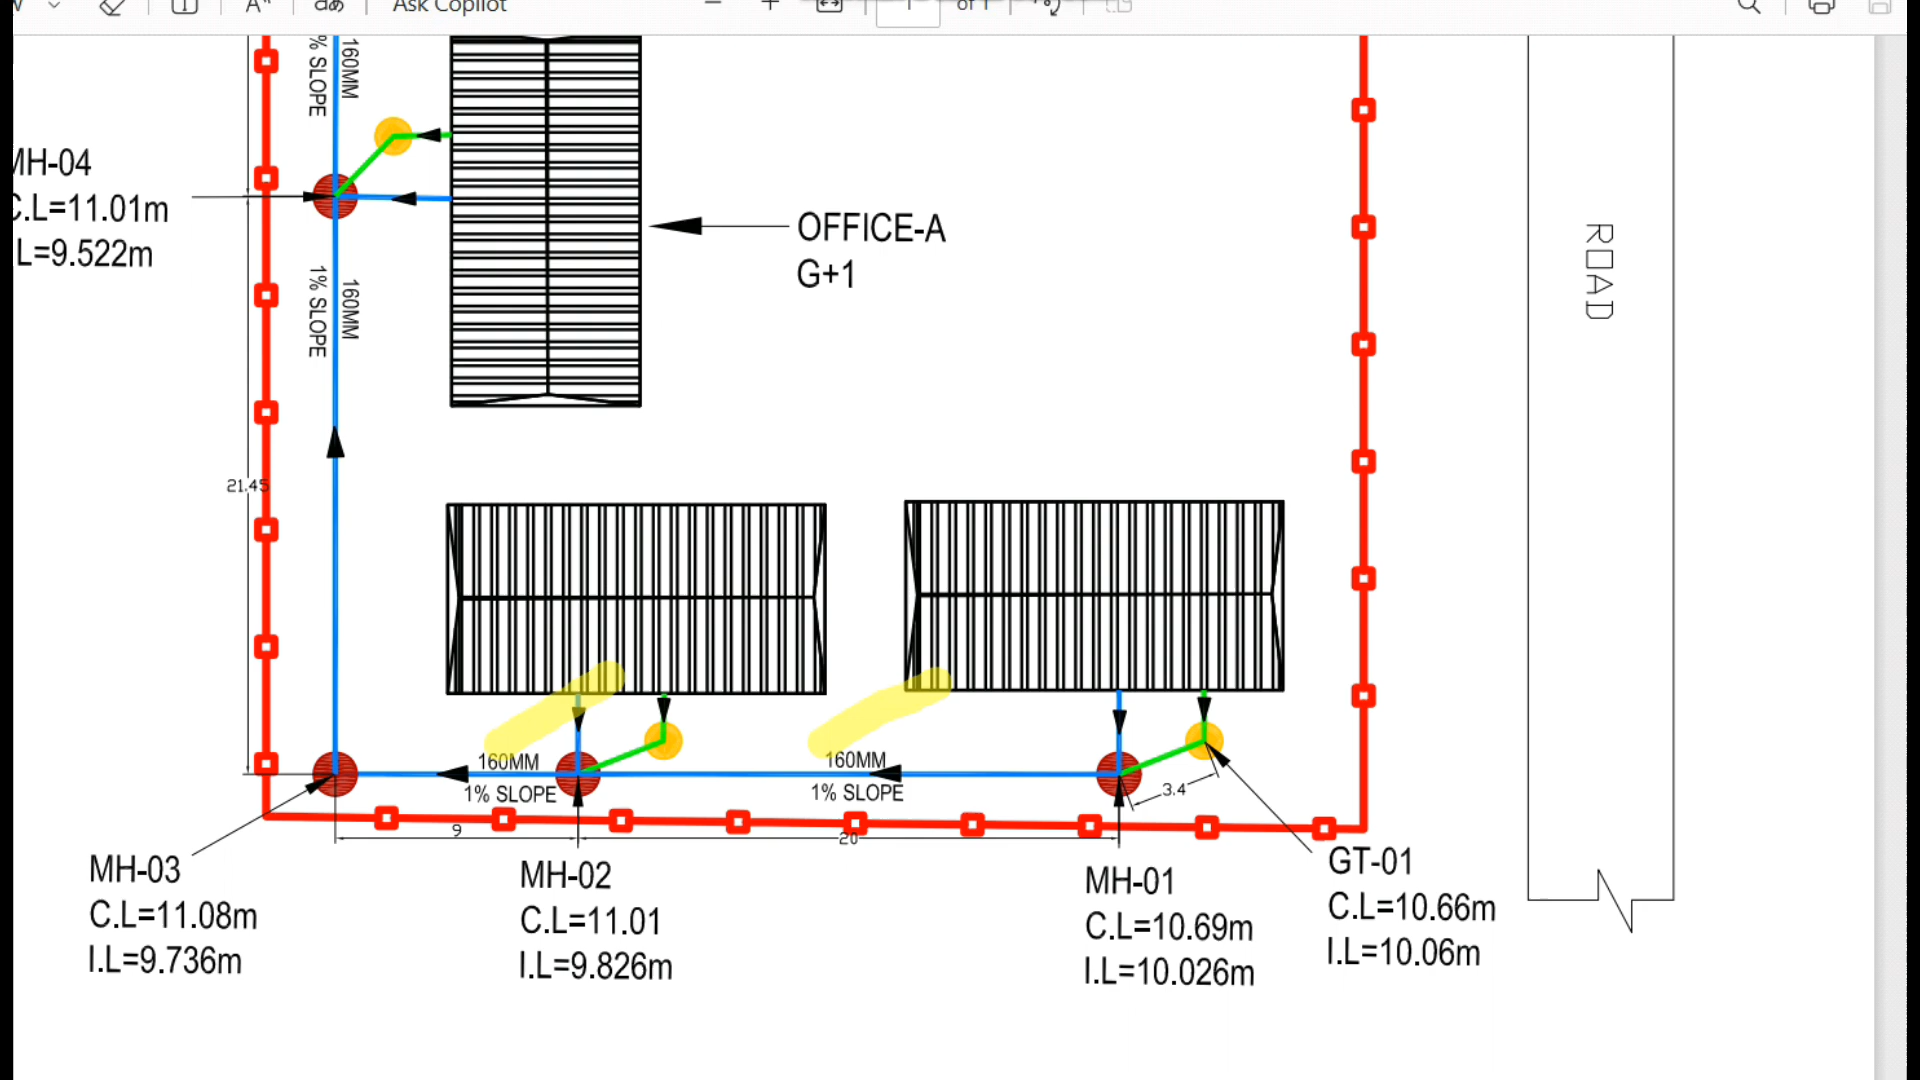 Ask Copilot
of 1
160MM
% SLOPE
MH-04
C.L=11.01m
L=9.522m
OFFICE-A
G+1
ROAD
160MM
1% SLOPE
21.45
160MM
1% SLOPE
160MM
1% SLOPE
3.4
9
20
MH-03
C.L=11.08m
I.L=9.736m
MH-02
C.L=11.01
I.L=9.826m
MH-01
C.L=10.69m
I.L=10.026m
GT-01
C.L=10.66m
I.L=10.06m